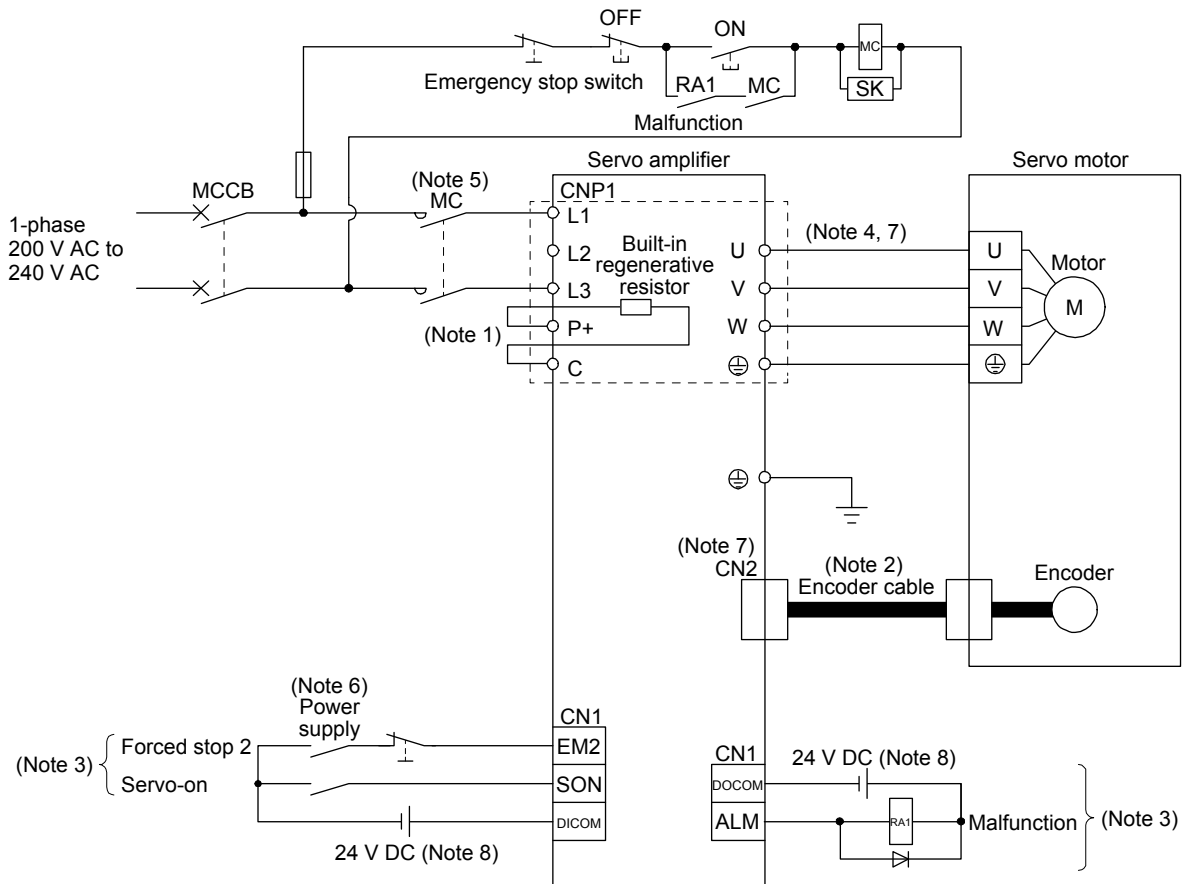 OFF
ON
MC
Emergency stop switch
SK
RA1
MC
Malfunction
Servo amplifier
Servo motor
MCCB
(Note 5)
MC
CNP1
1-phase
200 V AC to
240 V AC
L1
L2
L3
P+
C
Built-in
regenerative
resistor
(Note 1)
U
V
W
(Note 4, 7)
U
V
W
Motor
M
(Note 7)
CN2
(Note 2)
Encoder cable
Encoder
(Note 6)
Power
supply
CN1
(Note 3)
Forced stop 2
Servo-on
EM2
SON
DICOM
24 V DC (Note 8)
CN1
DOCOM
ALM
24 V DC (Note 8)
RA1
Malfunction
(Note 3)